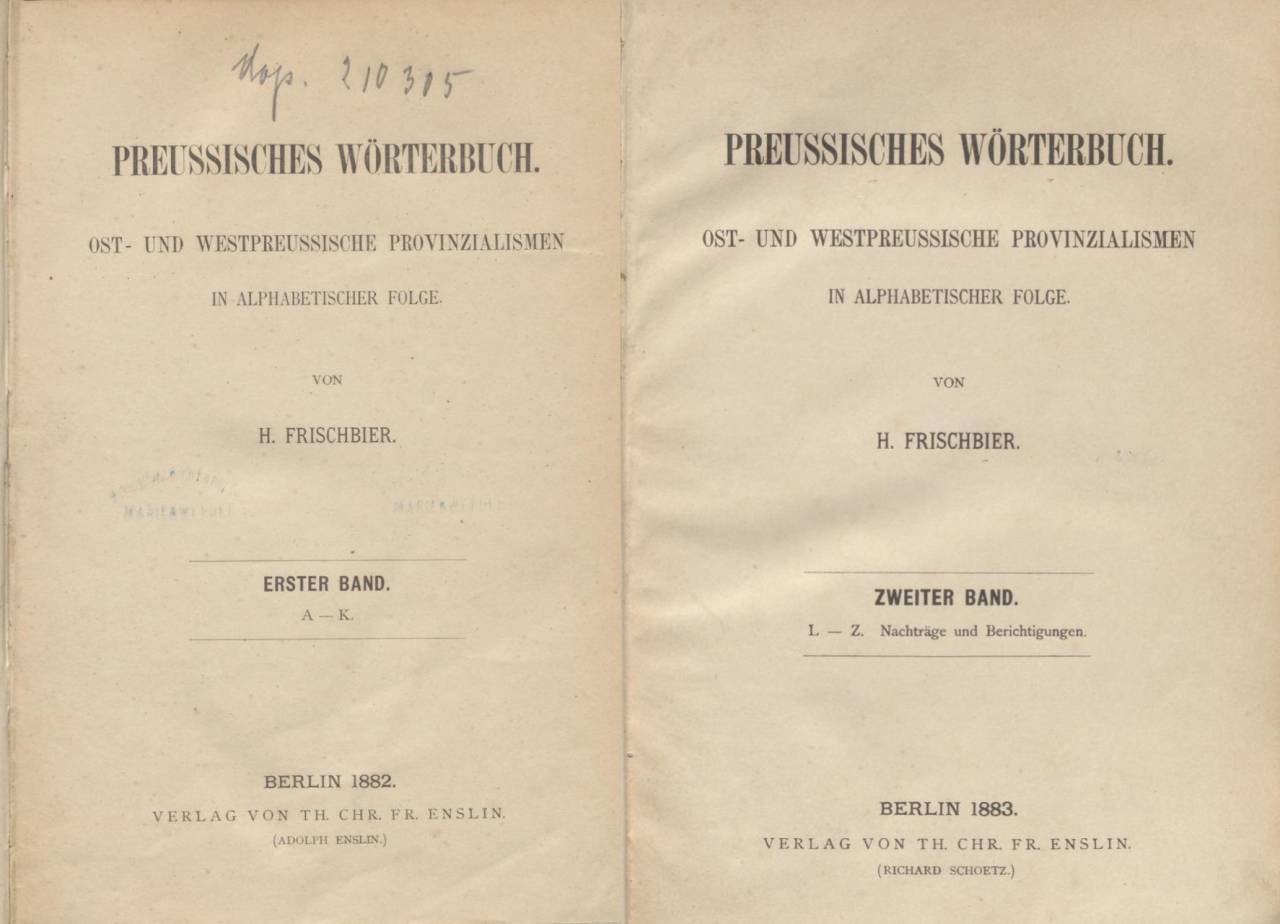 dop. 210305
PREUSSISCHES WÖRTERBUCH.
OST- UND WESTPREUSSISCHE PROVINZIALISMEN
IN ALPHABETISCHER FOLGE.
VON
H. FRISCHBIER.
ERSTER BAND.
A — K.
BERLIN 1882.
VERLAG VON TH. CHR. FR. ENSLIN.
(ADOLPH ENSLIN.)
PREUSSISCHES WÖRTERBUCH.
OST- UND WESTPREUSSISCHE PROVINZIALISMEN
IN ALPHABETISCHER FOLGE.
VON
H. FRISCHBIER.
ZWEITER BAND.
L — Z. Nachträge und Berichtigungen.
BERLIN 1883.
VERLAG VON TH. CHR. FR. ENSLIN.
(RICHARD SCHOETZ.)